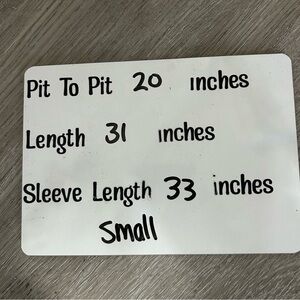 Pit To Pit 20 inches
Length 31 inches
Sleeve Length 33 inches
Small